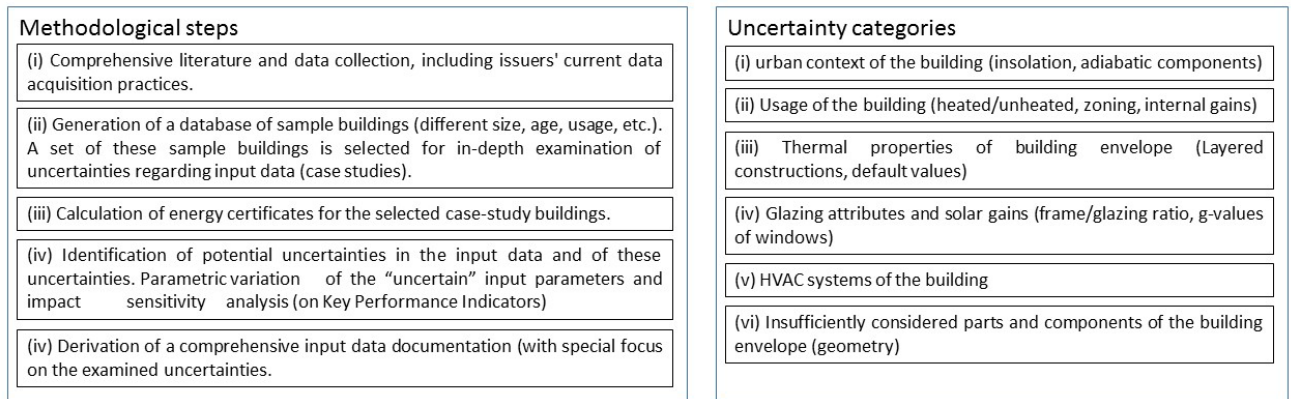 Methodological steps
(i) Comprehensive literature and data collection, including issuers' current data
acquisition practices.
(ii) Generation of a database of sample buildings (different size, age, usage, etc.).
A set of these sample buildings is selected for in-depth examination of
uncertainties regarding input data (case studies).
(iii) Calculation of energy certificates for the selected case-study buildings.
(iv) Identification of potential uncertainties in the input data and of these
uncertainties. Parametric variation of the “uncertain” input parameters and
impact sensitivity analysis (on Key Performance Indicators)
(iv) Derivation of a comprehensive input data documentation (with special focus
on the examined uncertainties.
Uncertainty categories
(i) urban context of the building (insolation, adiabatic components)
(ii) Usage of the building (heated/unheated, zoning, internal gains)
(iii) Thermal properties of building envelope (Layered
constructions, default values)
(iv) Glazing attributes and solar gains (frame/glazing ratio, g-values
of windows)
(v) HVAC systems of the building
(vi) Insufficiently considered parts and components of the building
envelope (geometry)